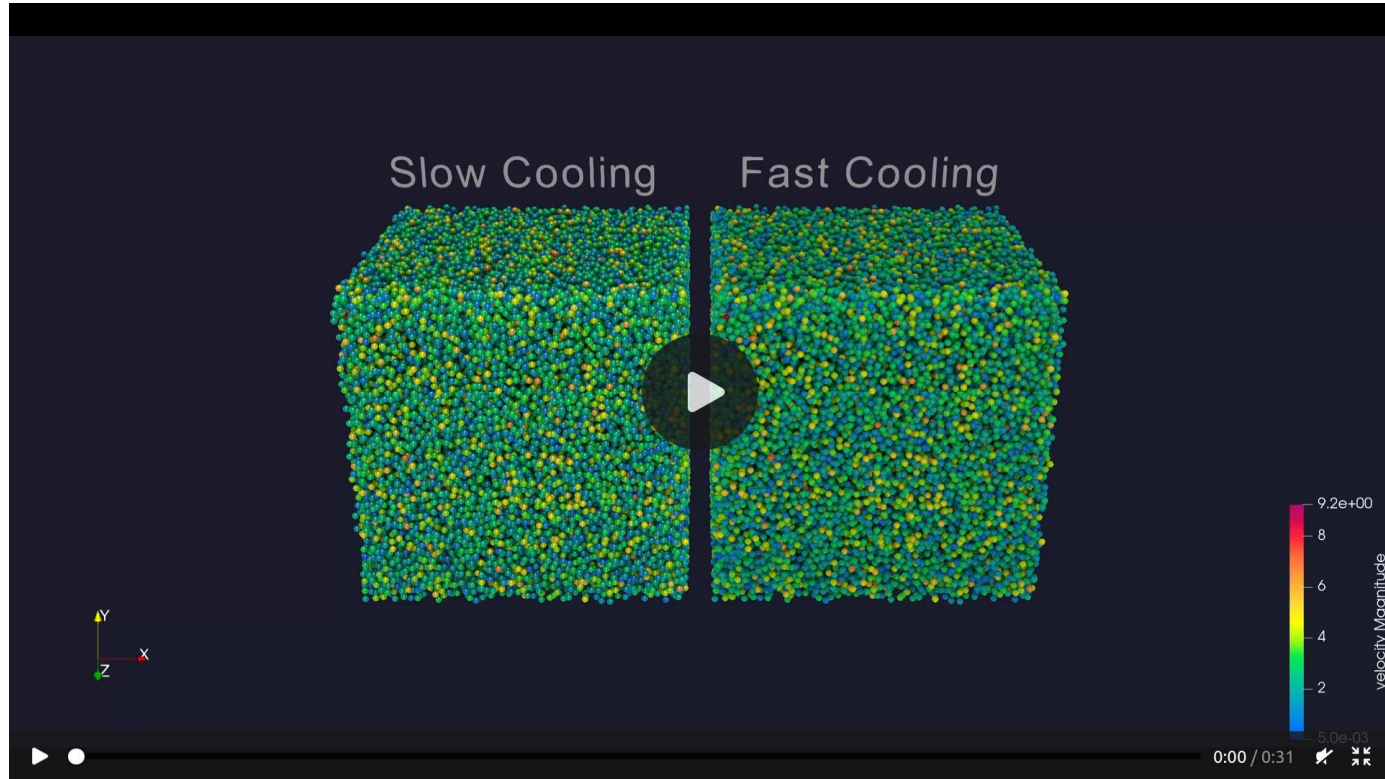 Slow Cooling Fast Cooling
9.2e+00
8
6
4
2
5.0e-03
velocity Magnitude
Y
X
Z
0:00 / 0:31